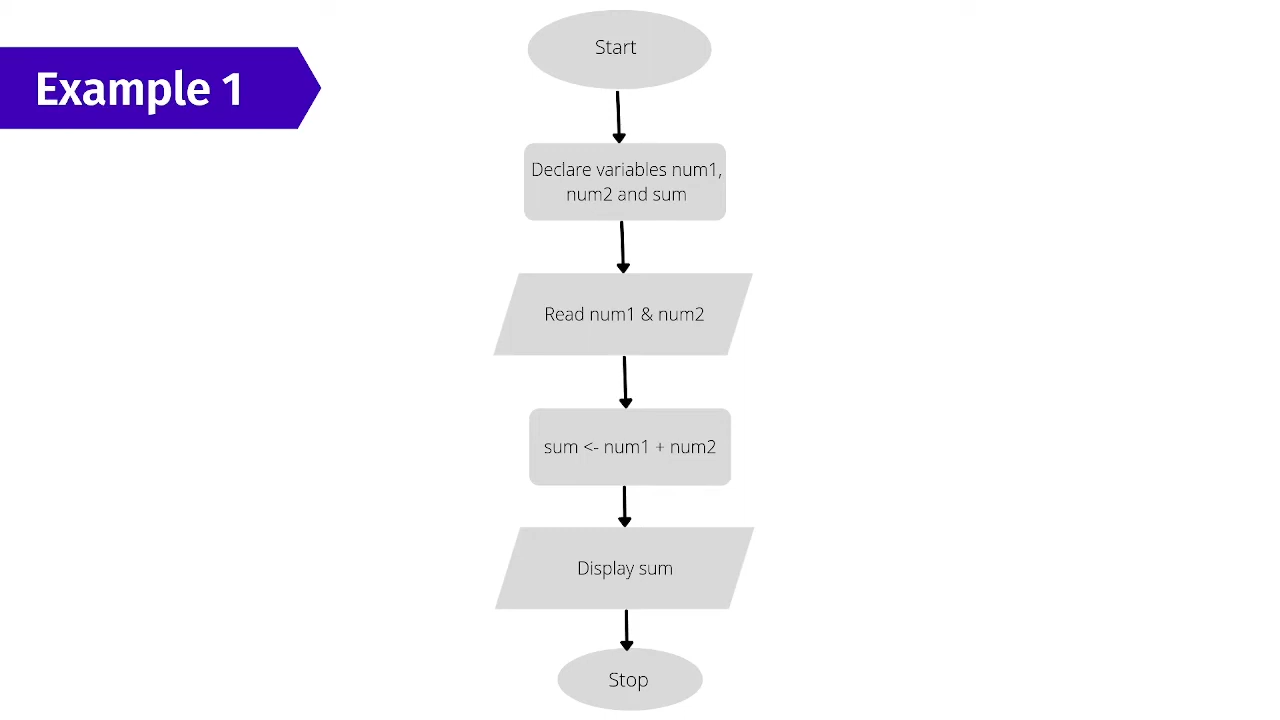 Example 1
Start
Declare variables num1,
num2 and sum
Read num1 & num2
sum <- num1 + num2
Display sum
Stop